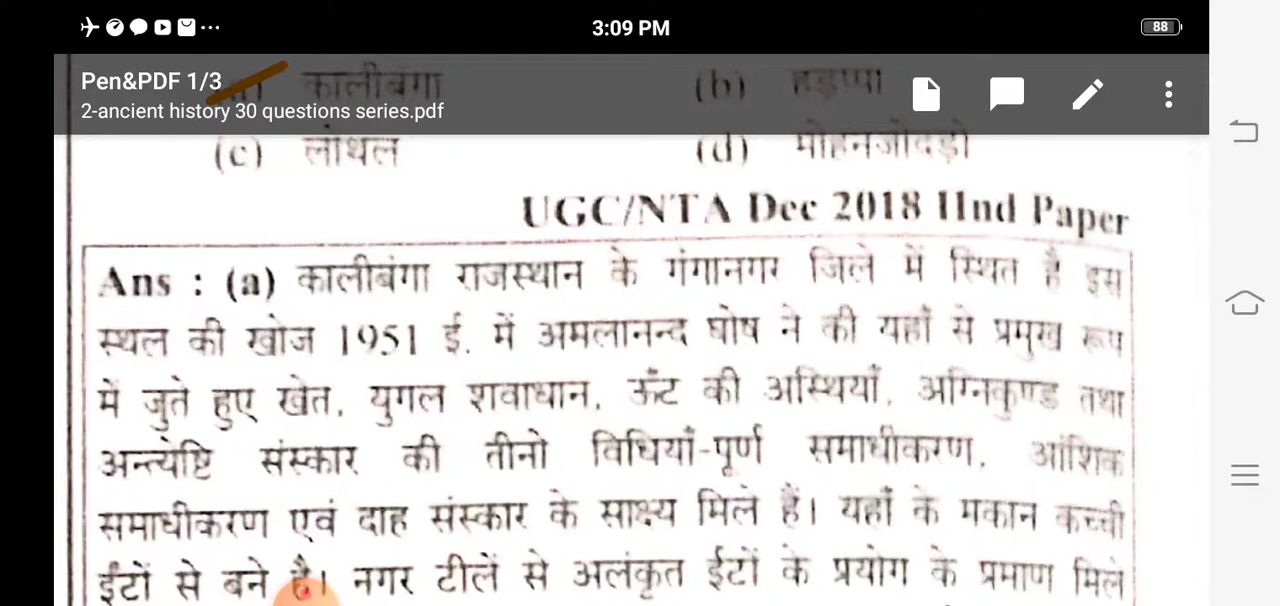 3:09 PM
88
Pen&PDF 1/3
2-ancient history 30 questions series.pdf
(a) कालीबंगा (b) हड़प्पा
(c) लोथल (d) मोहनजोदड़ो
UGC/NTA Dec 2018 IInd Paper
Ans : (a) कालीबंगा राजस्थान के गंगानगर जिले में स्थित है इस
स्थल की खोज 1951 ई. में अमलानन्द घोष ने की यहाँ से प्रमुख रूप
में जुते हुए खेत, युगल शवाधान, ऊँट की अस्थियाँ, अग्निकुण्ड तथा
अन्त्येष्टि संस्कार की तीनो विधियाँ-पूर्ण समाधीकरण, आंशिक
समाधीकरण एवं दाह संस्कार के साक्ष्य मिले हैं। यहाँ के मकान कच्ची
ईंटों से बने है। नगर टीलें से अलंकृत ईटों के प्रयोग के प्रमाण मिले